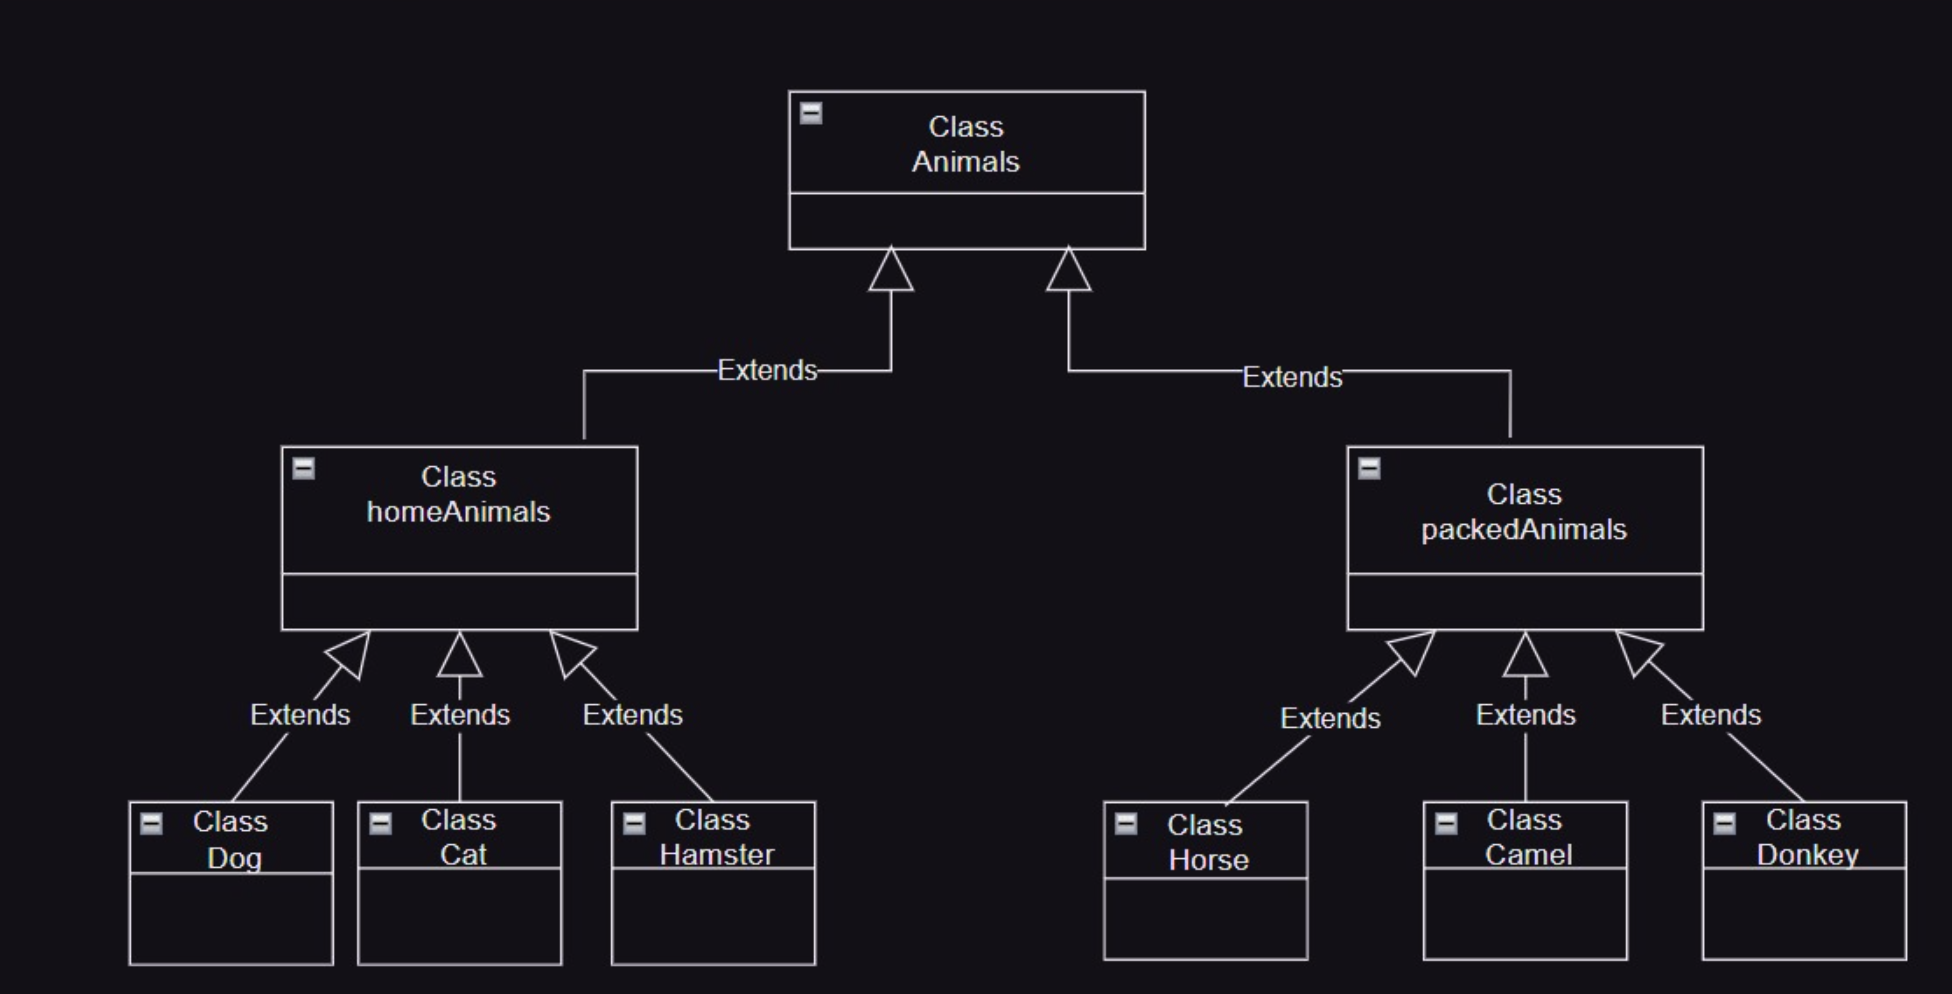 Class
Animals
Extends
Extends
Class
homeAnimals
Class
packedAnimals
Extends
Extends
Extends
Extends
Extends
Extends
Class
Dog
Class
Cat
Class
Hamster
Class
Horse
Class
Camel
Class
Donkey